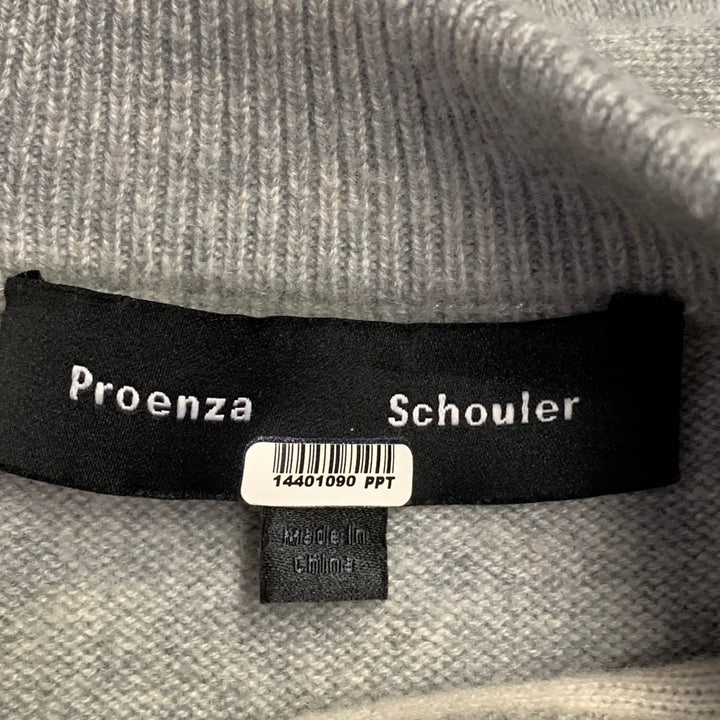 Proenza Schouler
14401090 PPT
Made In
China